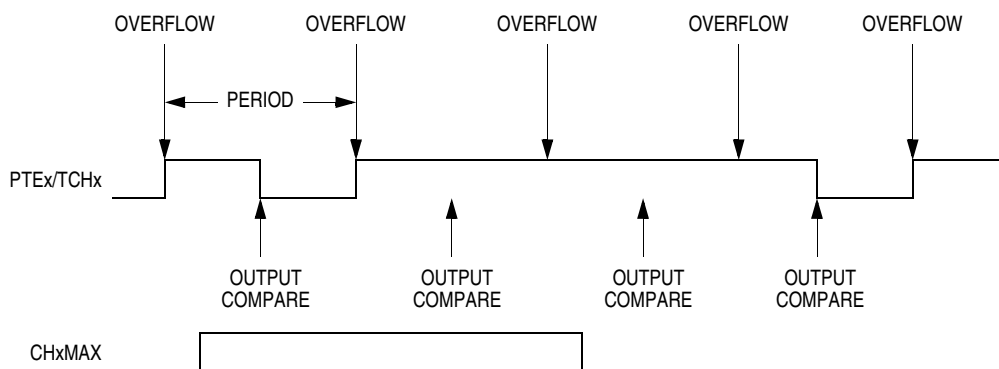 OVERFLOW OVERFLOW OVERFLOW OVERFLOW OVERFLOW
PERIOD
PTEx/TCHx
OUTPUT OUTPUT OUTPUT OUTPUT
COMPARE COMPARE COMPARE COMPARE
CHxMAX